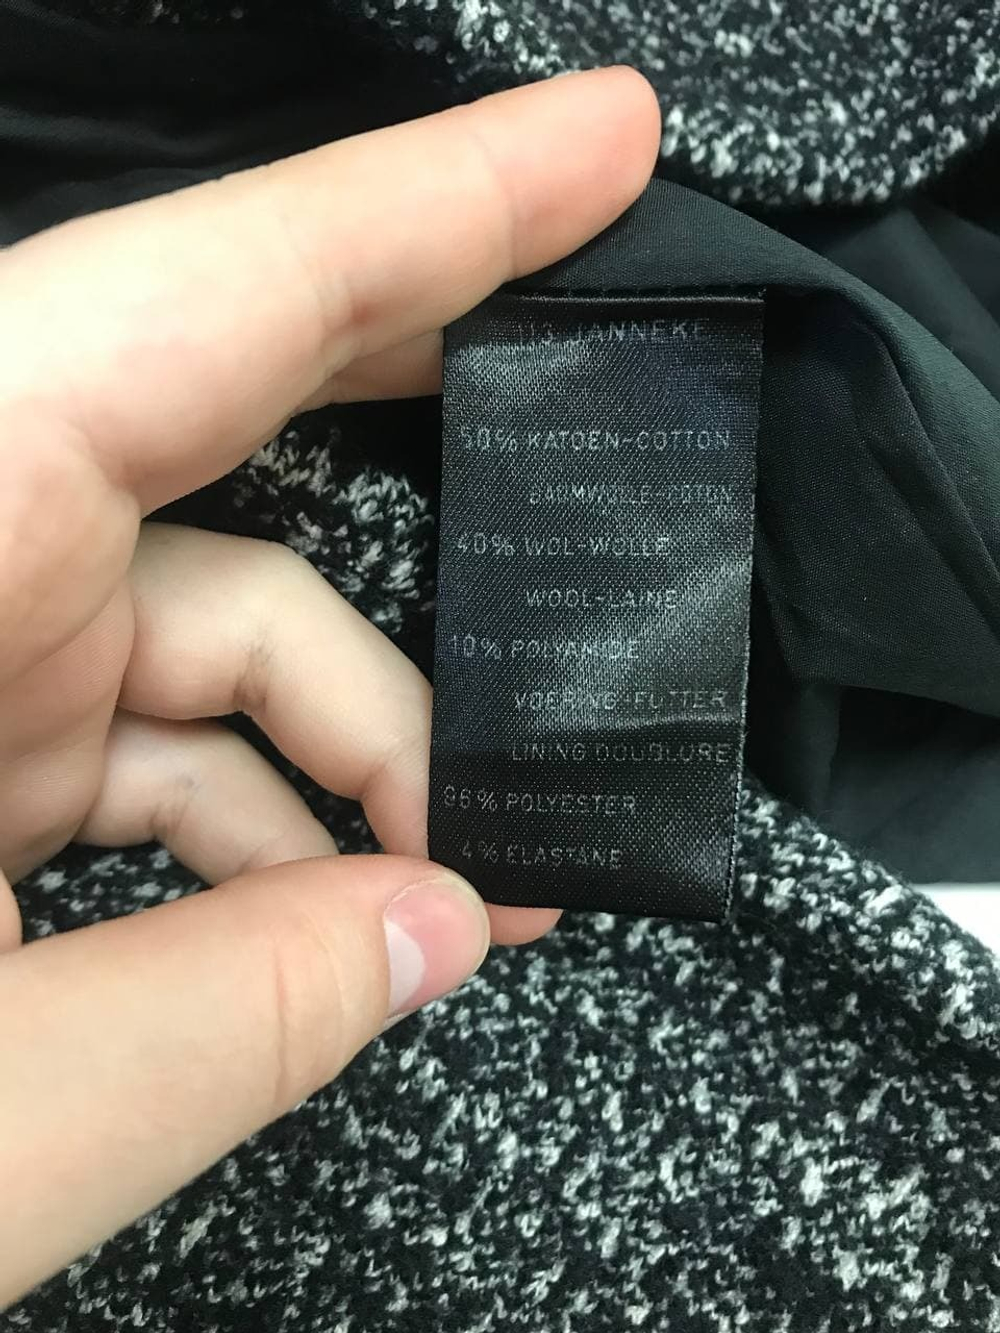 JANNEKE
50% KATOEN-COTTON
BAUMWOLLE-COTON
40% WOL-WOLLE
WOOL-LAINE
10% POLYAMIDE
VOERING-FUTTER
LINING DOUBLURE
96% POLYESTER
4% ELASTANE